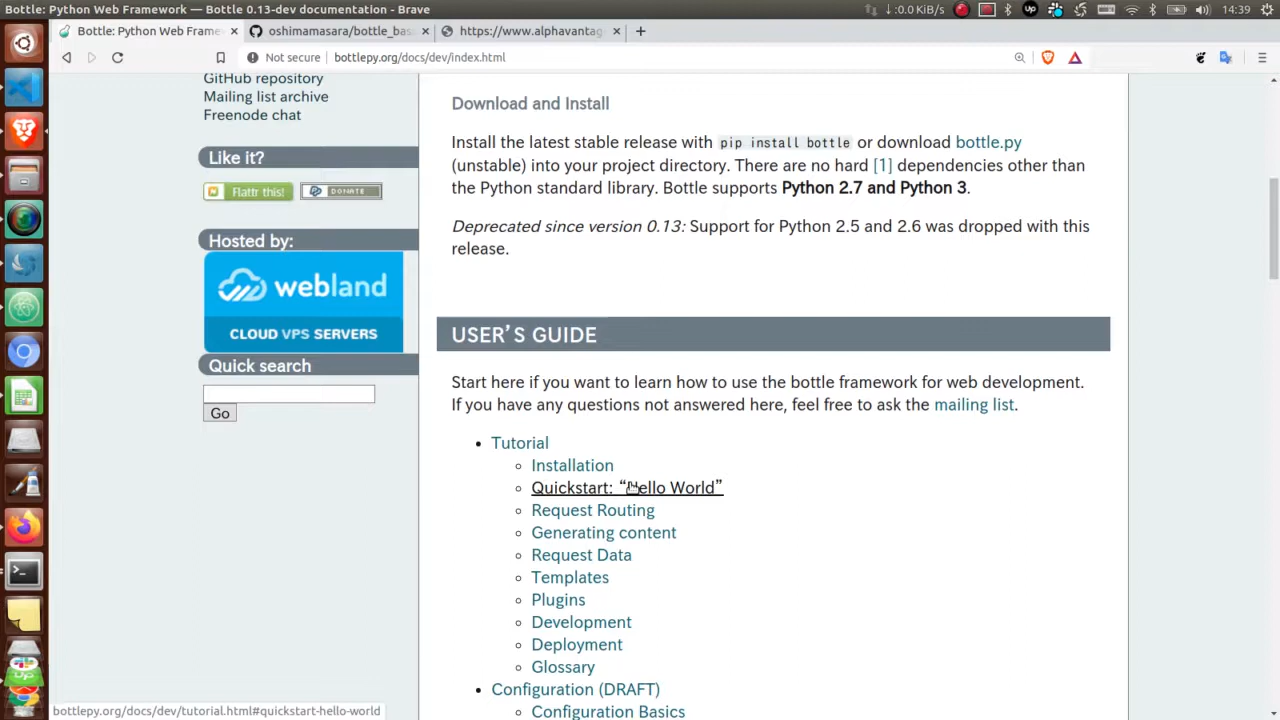 Bottle: Python Web Framework — Bottle 0.13-dev documentation - Brave
↓:0.0 KiB/s
Up
14:39
Bottle: Python Web Frame
oshimamasara/bottle_ba
https://www.alphavantag
Not secure
bottlepy.org/docs/dev/index.html
GitHub repository
Mailing list archive
Freenode chat
Like it?
Flattr this!
DONATE
Hosted by:
webland
CLOUD VPS SERVERS
Quick search
Go
Download and Install
Install the latest stable release with pip install bottle or download bottle.py
(unstable) into your project directory. There are no hard [1] dependencies other than
the Python standard library. Bottle supports Python 2.7 and Python 3.
Deprecated since version 0.13: Support for Python 2.5 and 2.6 was dropped with this
release.
USER’S GUIDE
Start here if you want to learn how to use the bottle framework for web development.
If you have any questions not answered here, feel free to ask the mailing list.
Tutorial
Installation
Quickstart: “Hello World”
Request Routing
Generating content
Request Data
Templates
Plugins
Development
Deployment
Glossary
Configuration (DRAFT)
Configuration Basics
bottlepy.org/docs/dev/tutorial.html#quickstart-hello-world